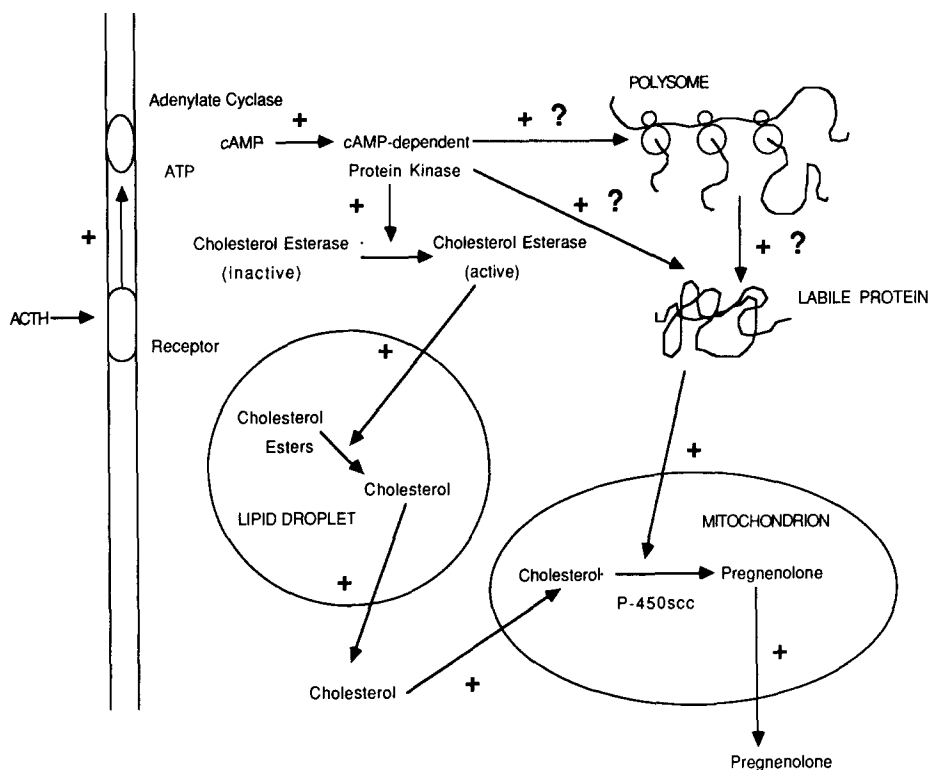 POLYSOME
Adenylate Cyclase
+
+ ?
cAMP
cAMP-dependent
ATP
Protein Kinase
+
+ ?
+
Cholesterol Esterase
(inactive)
Cholesterol Esterase
(active)
+ ?
LABILE PROTEIN
ACTH
Receptor
+
Cholesterol
Esters
+
Cholesterol
LIPID DROPLET
MITOCHONDRION
+
Cholesterol
Pregnenolone
P-450scc
+
Cholesterol
+
Pregnenolone